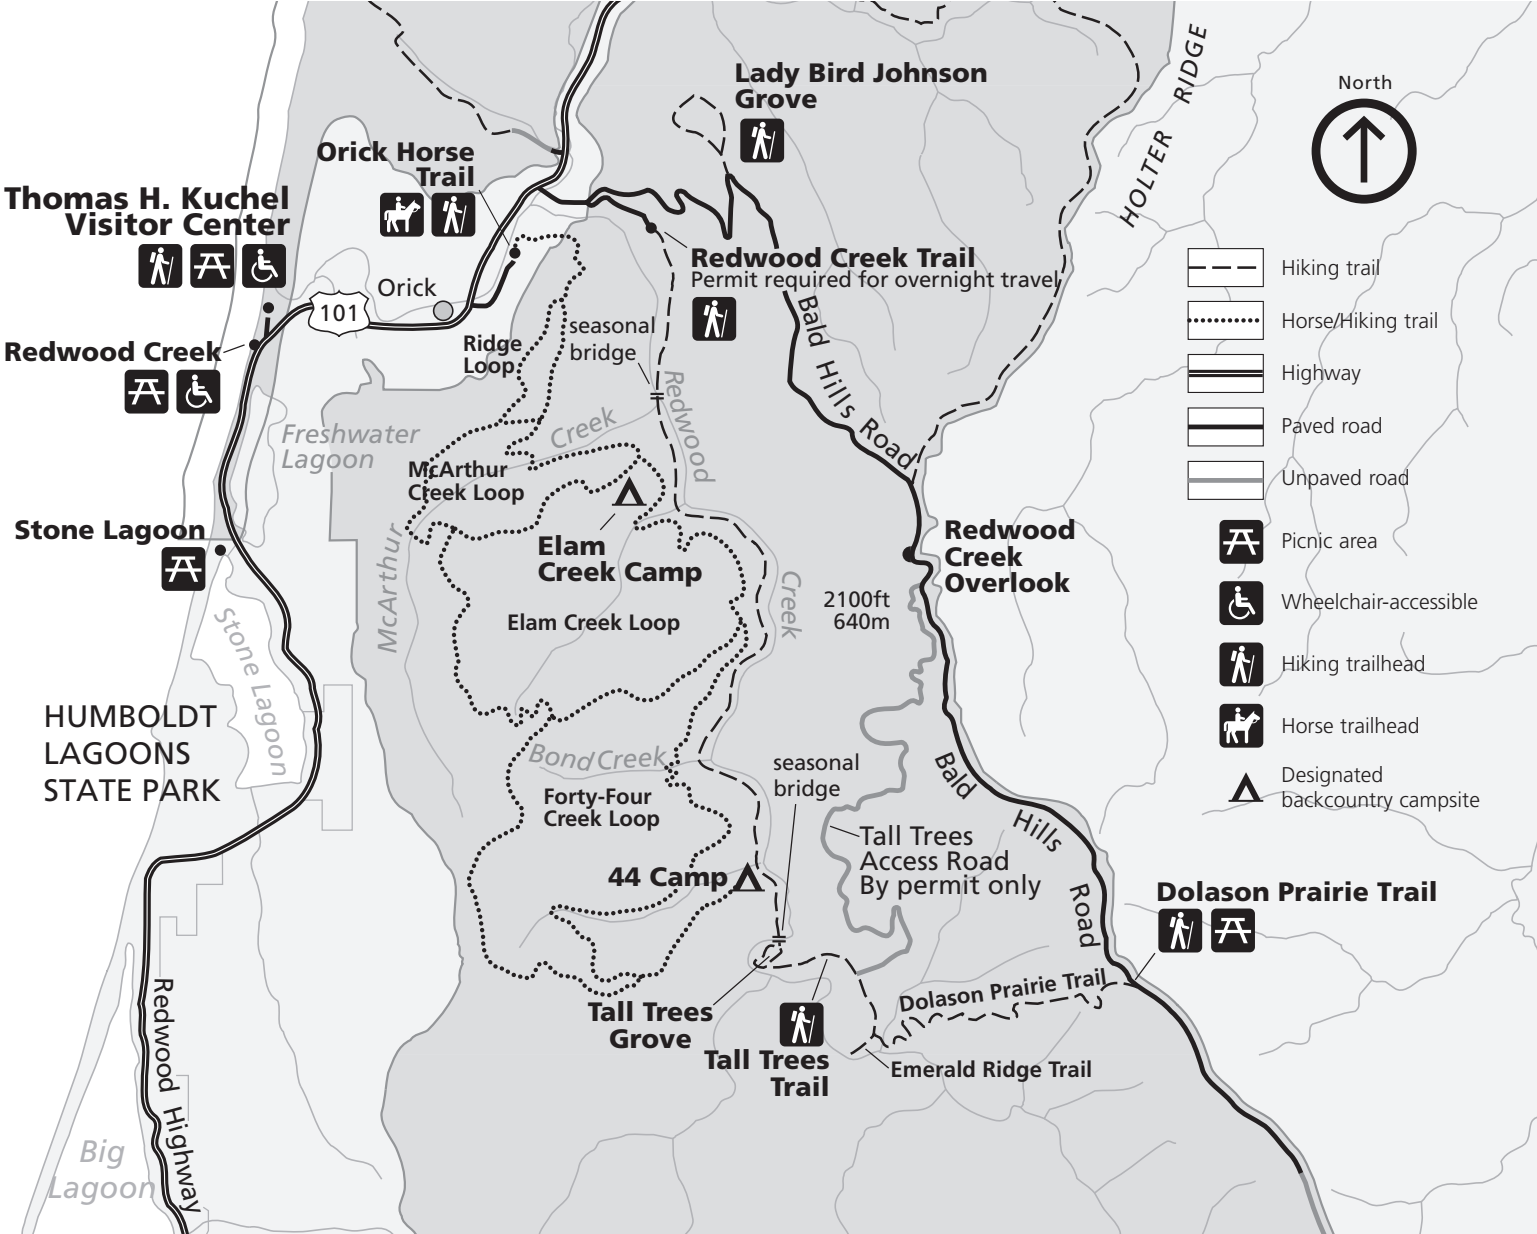 Lady Bird Johnson
Grove
HOLTER RIDGE
North
Orick Horse
Trail
Thomas H. Kuchel
Visitor Center
Redwood Creek Trail
Permit required for overnight travel
Orick
101
Hiking trail
Horse/Hiking trail
Highway
Paved road
Unpaved road
Picnic area
Wheelchair-accessible
Hiking trailhead
Horse trailhead
Designated
backcountry campsite
Ridge
Loop
seasonal
bridge
Redwood Creek
Bald Hills Road
Redwood
Creek
Freshwater
Lagoon
Creek
McArthur
McArthur
Creek Loop
Stone Lagoon
Elam
Creek Camp
Redwood
Creek
Overlook
2100ft
640m
Elam Creek Loop
Stone Lagoon
HUMBOLDT
LAGOONS
STATE PARK
Bond Creek
seasonal
bridge
Bald Hills Road
Forty-Four
Creek Loop
Tall Trees
Access Road
By permit only
44 Camp
Dolason Prairie Trail
Dolason Prairie Trail
Tall Trees
Grove
Tall Trees
Trail
Emerald Ridge Trail
Redwood Highway
Big
Lagoon